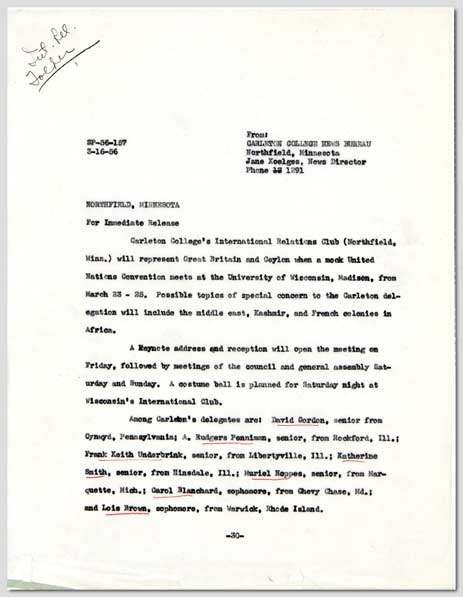 Int. Rel.
Folder
SP-56-157
3-16-56
From:
CARLETON COLLEGE NEWS BUREAU
Northfield, Minnesota
Jane Koelges, News Director
Phone 1291
NORTHFIELD, MINNESOTA
For Immediate Release
Carleton College's International Relations Club (Northfield,
Minn.) will represent Great Britain and Ceylon when a mock United
Nations Convention meets at the University of Wisconsin, Madison, from
March 23 - 25. Possible topics of special concern to the Carleton del-
egation will include the middle east, Kashmir, and French colonies in
Africa.
A Keynote address and reception will open the meeting on
Friday, followed by meetings of the council and general assembly Sat-
urday and Sunday. A costume ball is planned for Saturday night at
Wisconsin's International Club.
Among Carleton's delegates are: David Gordon, senior from
Cynwyd, Pennsylvania; A. Rudgers Penniman, senior, from Rockford, Ill.;
Frank Keith Underbrink, senior, from Libertyville, Ill.; Katherine
Smith, senior, from Hinsdale, Ill.; Muriel Hoppes, senior, from Mar-
quette, Mich.; Carol Blanchard, sophomore, from Chevy Chase, Md.;
and Lois Brown, sophomore, from Warwick, Rhode Island.
-30-